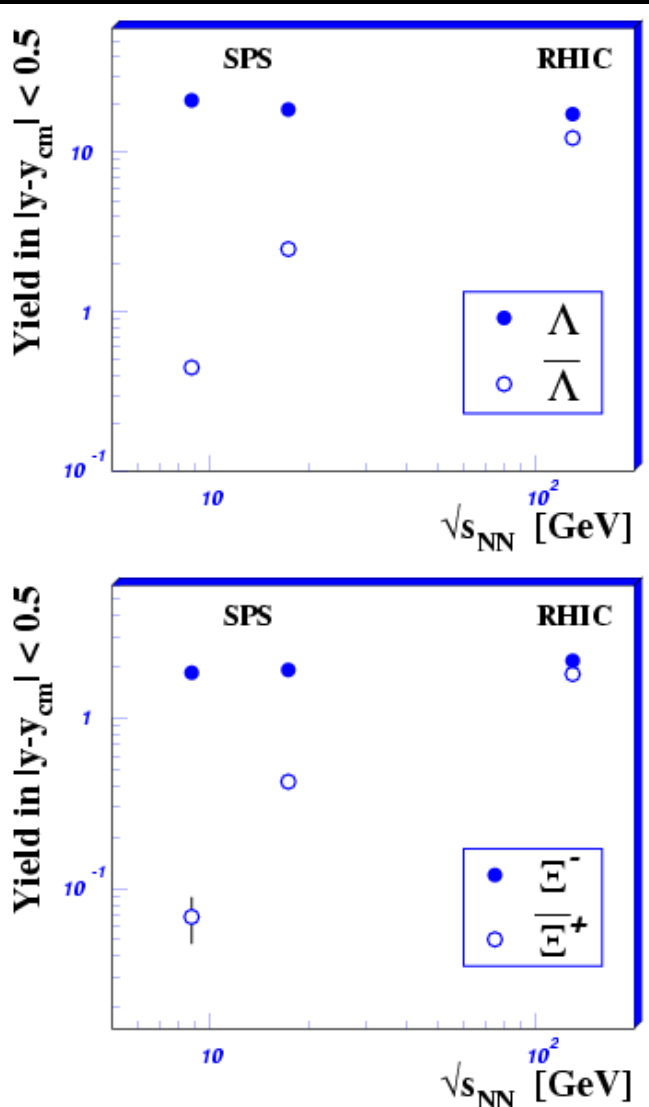 Yield in |y-y_cm| < 0.5
SPS RHIC
10
1
10^-1
Λ
Λ̅
10 10^2
√s_NN [GeV]
Yield in |y-y_cm| < 0.5
SPS RHIC
1
10^-1
Ξ^-
Ξ̅^+
10 10^2
√s_NN [GeV]